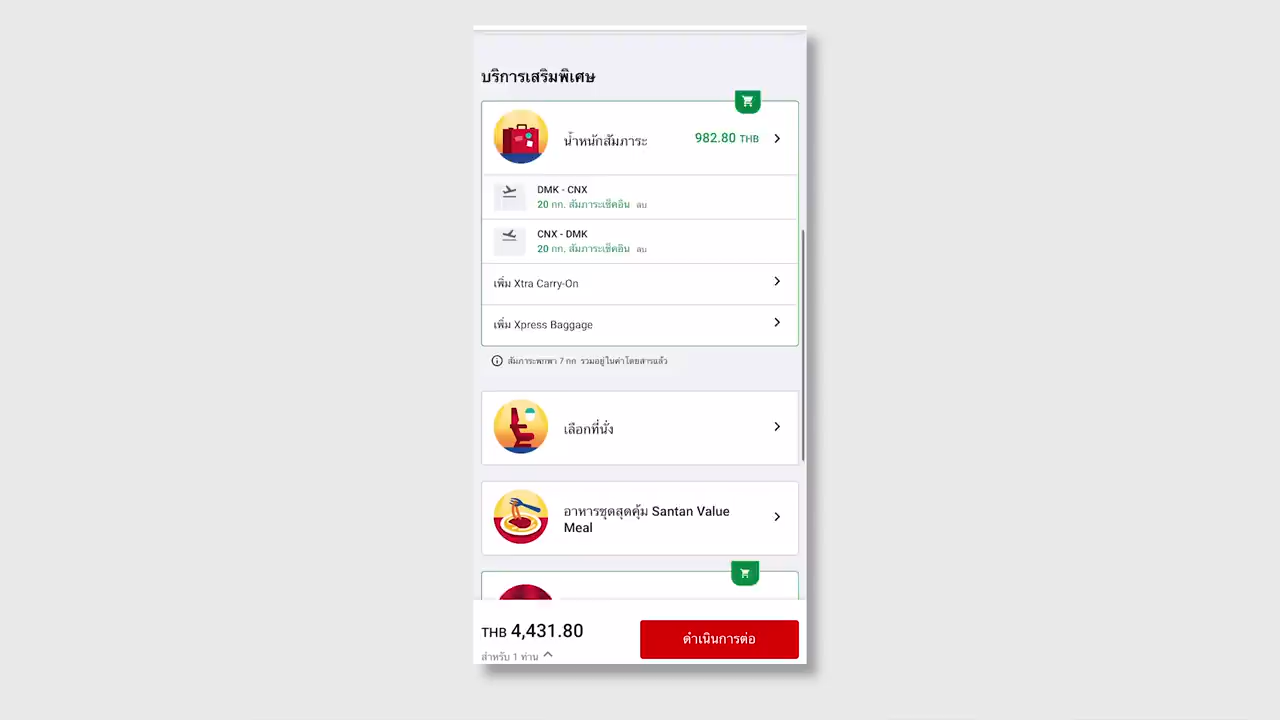 บริการเสริมพิเศษ
น้ำหนักสัมภาระ
982.80 THB
DMK - CNX
20 กก. สัมภาระเช็คอิน ลบ
CNX - DMK
20 กก. สัมภาระเช็คอิน ลบ
เพิ่ม Xtra Carry-On
เพิ่ม Xpress Baggage
สัมภาระพกพา 7 กก รวมอยู่ในค่าโดยสารแล้ว
เลือกที่นั่ง
อาหารชุดสุดคุ้ม Santan Value
Meal
THB 4,431.80
สำหรับ 1 ท่าน
ดำเนินการต่อ